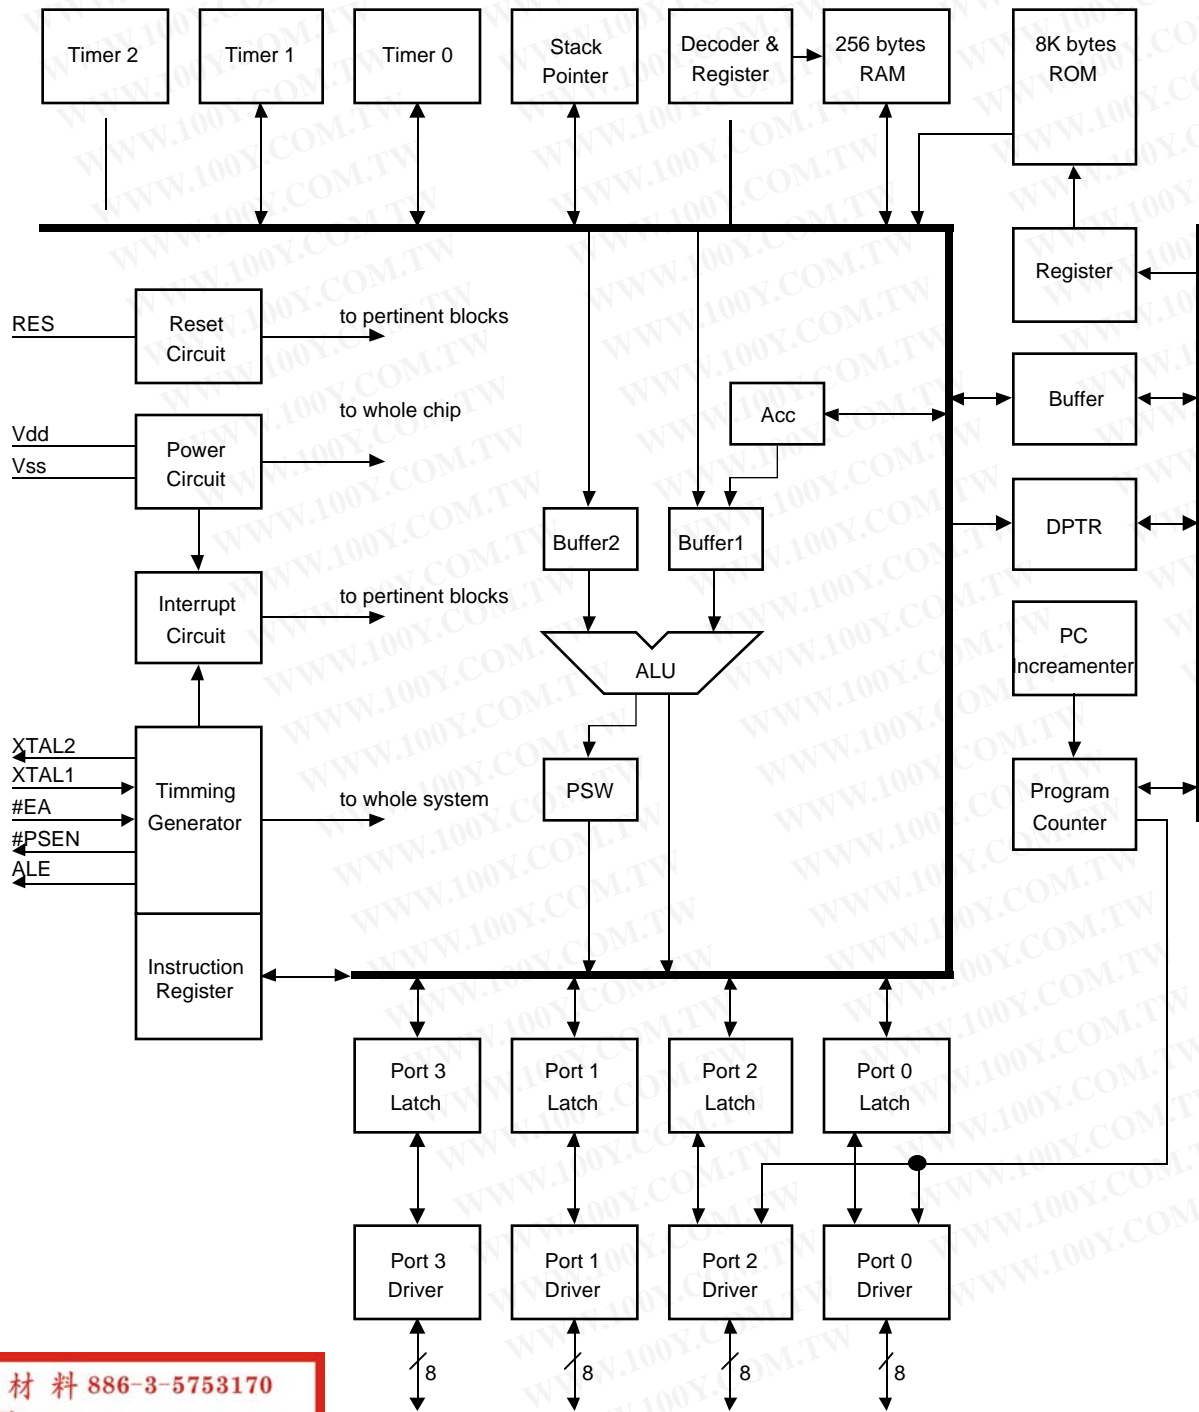 Timer 2
Timer 1
Timer 0
Stack
Pointer
Decoder &
Register
256 bytes
RAM
8K bytes
ROM
Register
RES
Reset
Circuit
to pertinent blocks
Vdd
Vss
Power
Circuit
to whole chip
Acc
Buffer
Buffer2
Buffer1
DPTR
Interrupt
Circuit
to pertinent blocks
ALU
PC
Increamenter
XTAL2
XTAL1
#EA
#PSEN
ALE
Timming
Generator
to whole system
PSW
Program
Counter
Instruction
Register
Port 3
Latch
Port 1
Latch
Port 2
Latch
Port 0
Latch
Port 3
Driver
Port 1
Driver
Port 2
Driver
Port 0
Driver
8
8
8
8
材 料 886-3-5753170
WWW.100Y.COM.TW